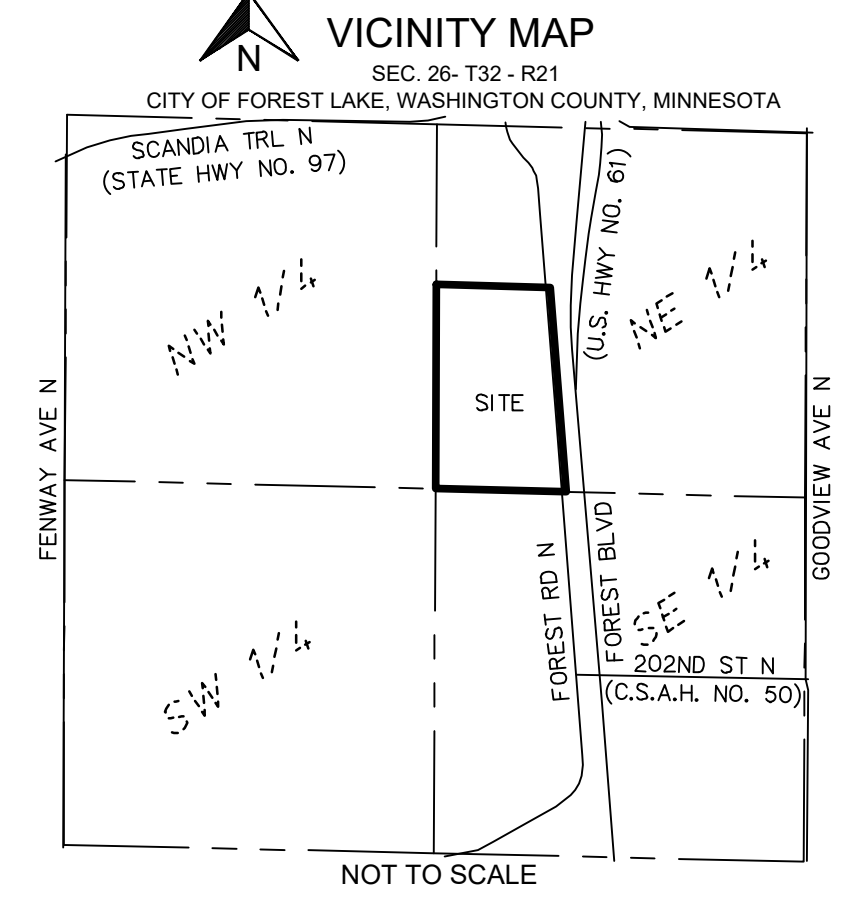 N
VICINITY MAP
SEC. 26- T32 - R21
CITY OF FOREST LAKE, WASHINGTON COUNTY, MINNESOTA
SCANDIA TRL N
(STATE HWY NO. 97)
(U.S. HWY NO. 61)
NW 1/4
NE 1/4
SITE
FENWAY AVE N
GOODVIEW AVE N
FOREST RD N
FOREST BLVD
SE 1/4
SW 1/4
202ND ST N
(C.S.A.H. NO. 50)
NOT TO SCALE